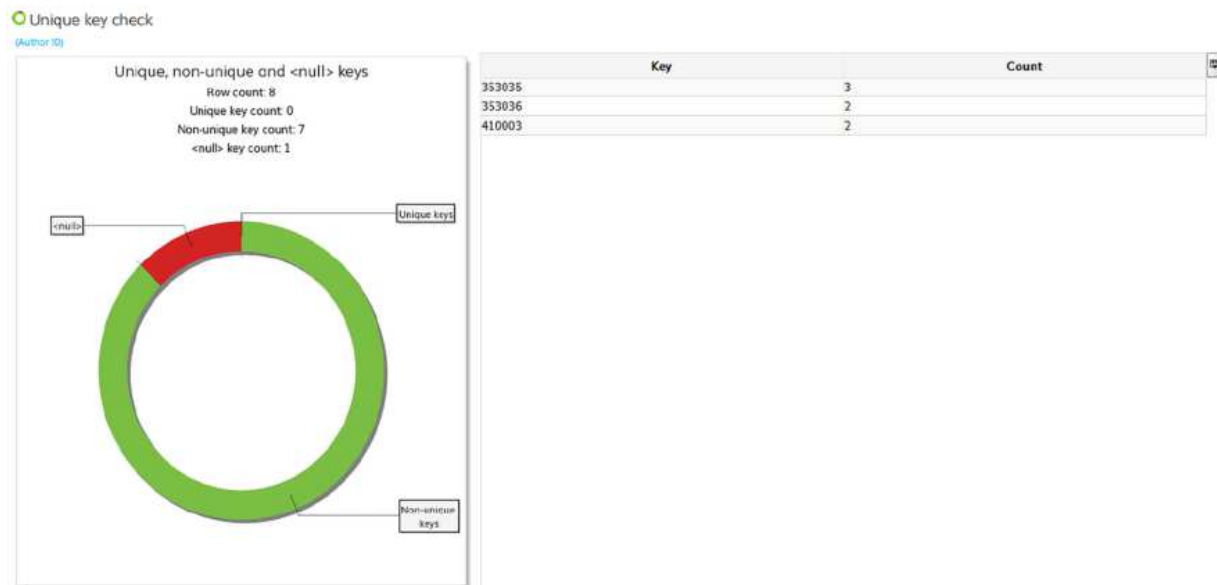 Unique key check
(Author ID)
Unique, non-unique and <null> keys
Row count: 8
Unique key count: 0
Non-unique key count: 7
<null> key count: 1
<null>
Unique keys
Non-unique
keys
Key Count
353035 3
353036 2
410003 2